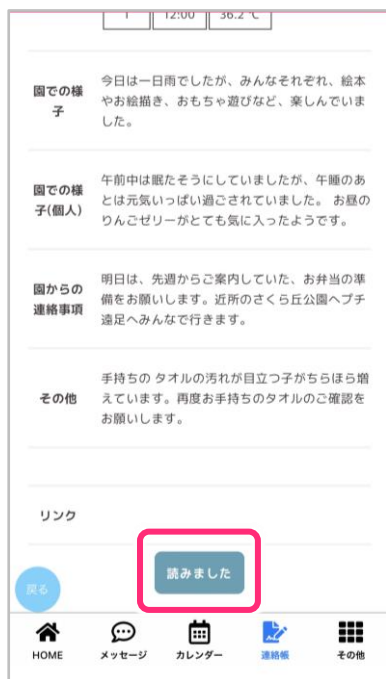 1 12:00 36.2 ℃
園での様
子
今日は一日雨でしたが、みんなそれぞれ、絵本
やお絵描き、おもちゃ遊びなど、楽しんでいま
した。
園での様
子(個人)
午前中は眠たそうにしていましたが、午睡のあ
とは元気いっぱい過ごされていました。 お昼の
りんごゼリーがとても気に入ったようです。
園からの
連絡事項
明日は、先週からご案内していた、お弁当の準
備をお願いします。近所のさくら丘公園へプチ
遠足へみんなで行きます。
その他
手持ちの タオルの汚れが目立つ子がちらほら増
えています。再度お手持ちのタオルのご確認を
お願いします。
リンク
読みました
戻る
HOME メッセージ カレンダー 連絡帳 その他